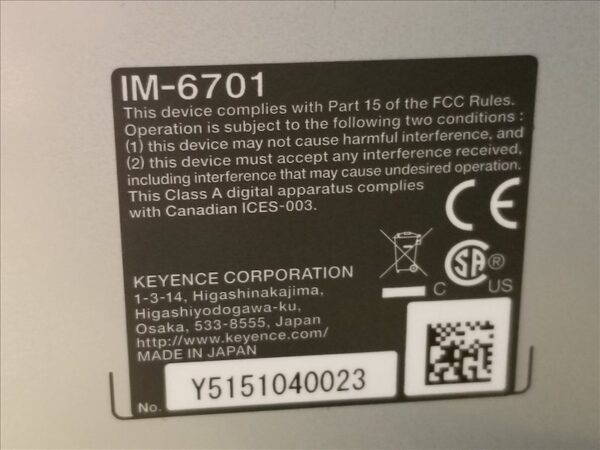 IM-6701
This device complies with Part 15 of the FCC Rules.
Operation is subject to the following two conditions :
(1) this device may not cause harmful interference, and
(2) this device must accept any interference received,
including interference that may cause undesired operation.
This Class A digital apparatus complies
with Canadian ICES-003.
CE
SA ®
C US
KEYENCE CORPORATION
1-3-14, Higashinakajima,
Higashiyodogawa-ku,
Osaka, 533-8555, Japan
http://www.keyence.com/
MADE IN JAPAN
No. Y5151040023